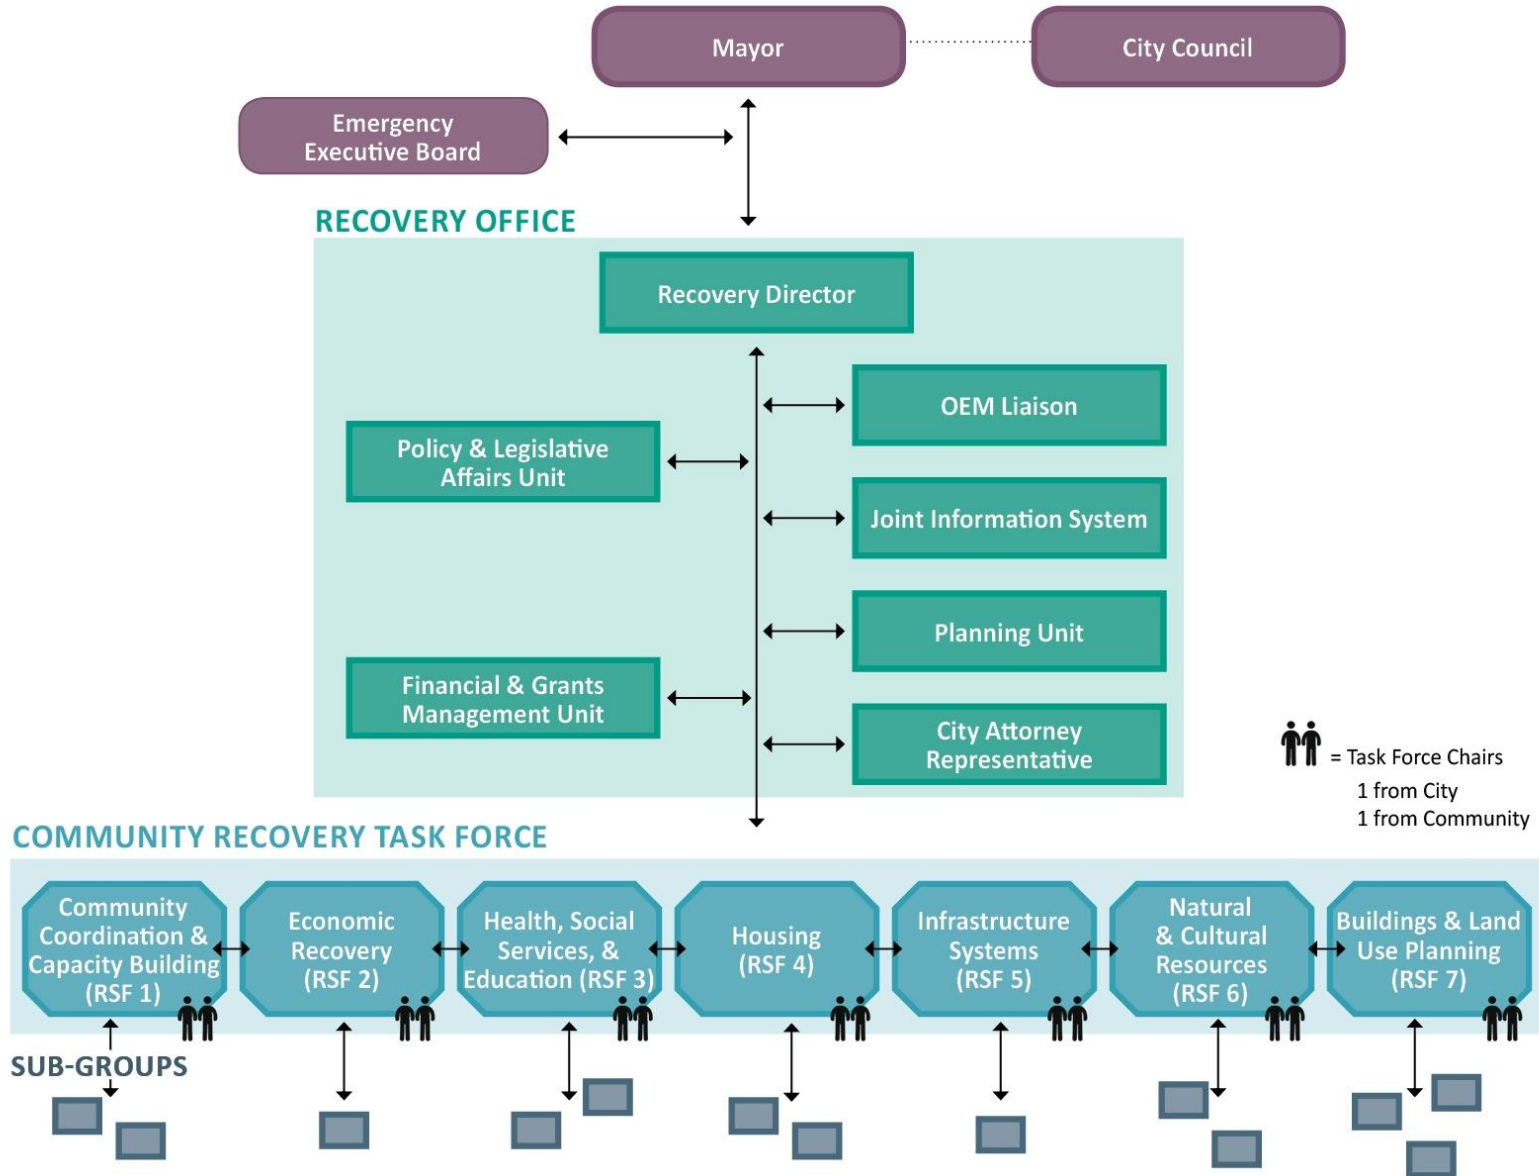 Mayor
City Council
Emergency
Executive Board
RECOVERY OFFICE
Recovery Director
OEM Liaison
Policy & Legislative
Affairs Unit
Joint Information System
Planning Unit
Financial & Grants
Management Unit
City Attorney
Representative
= Task Force Chairs
1 from City
1 from Community
COMMUNITY RECOVERY TASK FORCE
Community
Coordination &
Capacity Building
(RSF 1)
Economic
Recovery
(RSF 2)
Health, Social
Services, &
Education (RSF 3)
Housing
(RSF 4)
Infrastructure
Systems
(RSF 5)
Natural
& Cultural
Resources
(RSF 6)
Buildings & Land
Use Planning
(RSF 7)
SUB-GROUPS